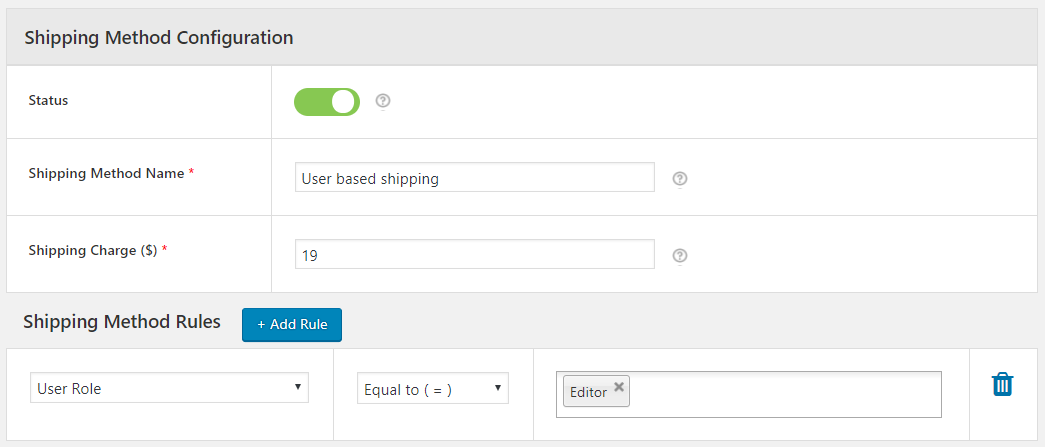 Shipping Method Configuration
Status
Shipping Method Name *
User based shipping
Shipping Charge ($) *
19
Shipping Method Rules
+ Add Rule
User Role
Equal to ( = )
Editor